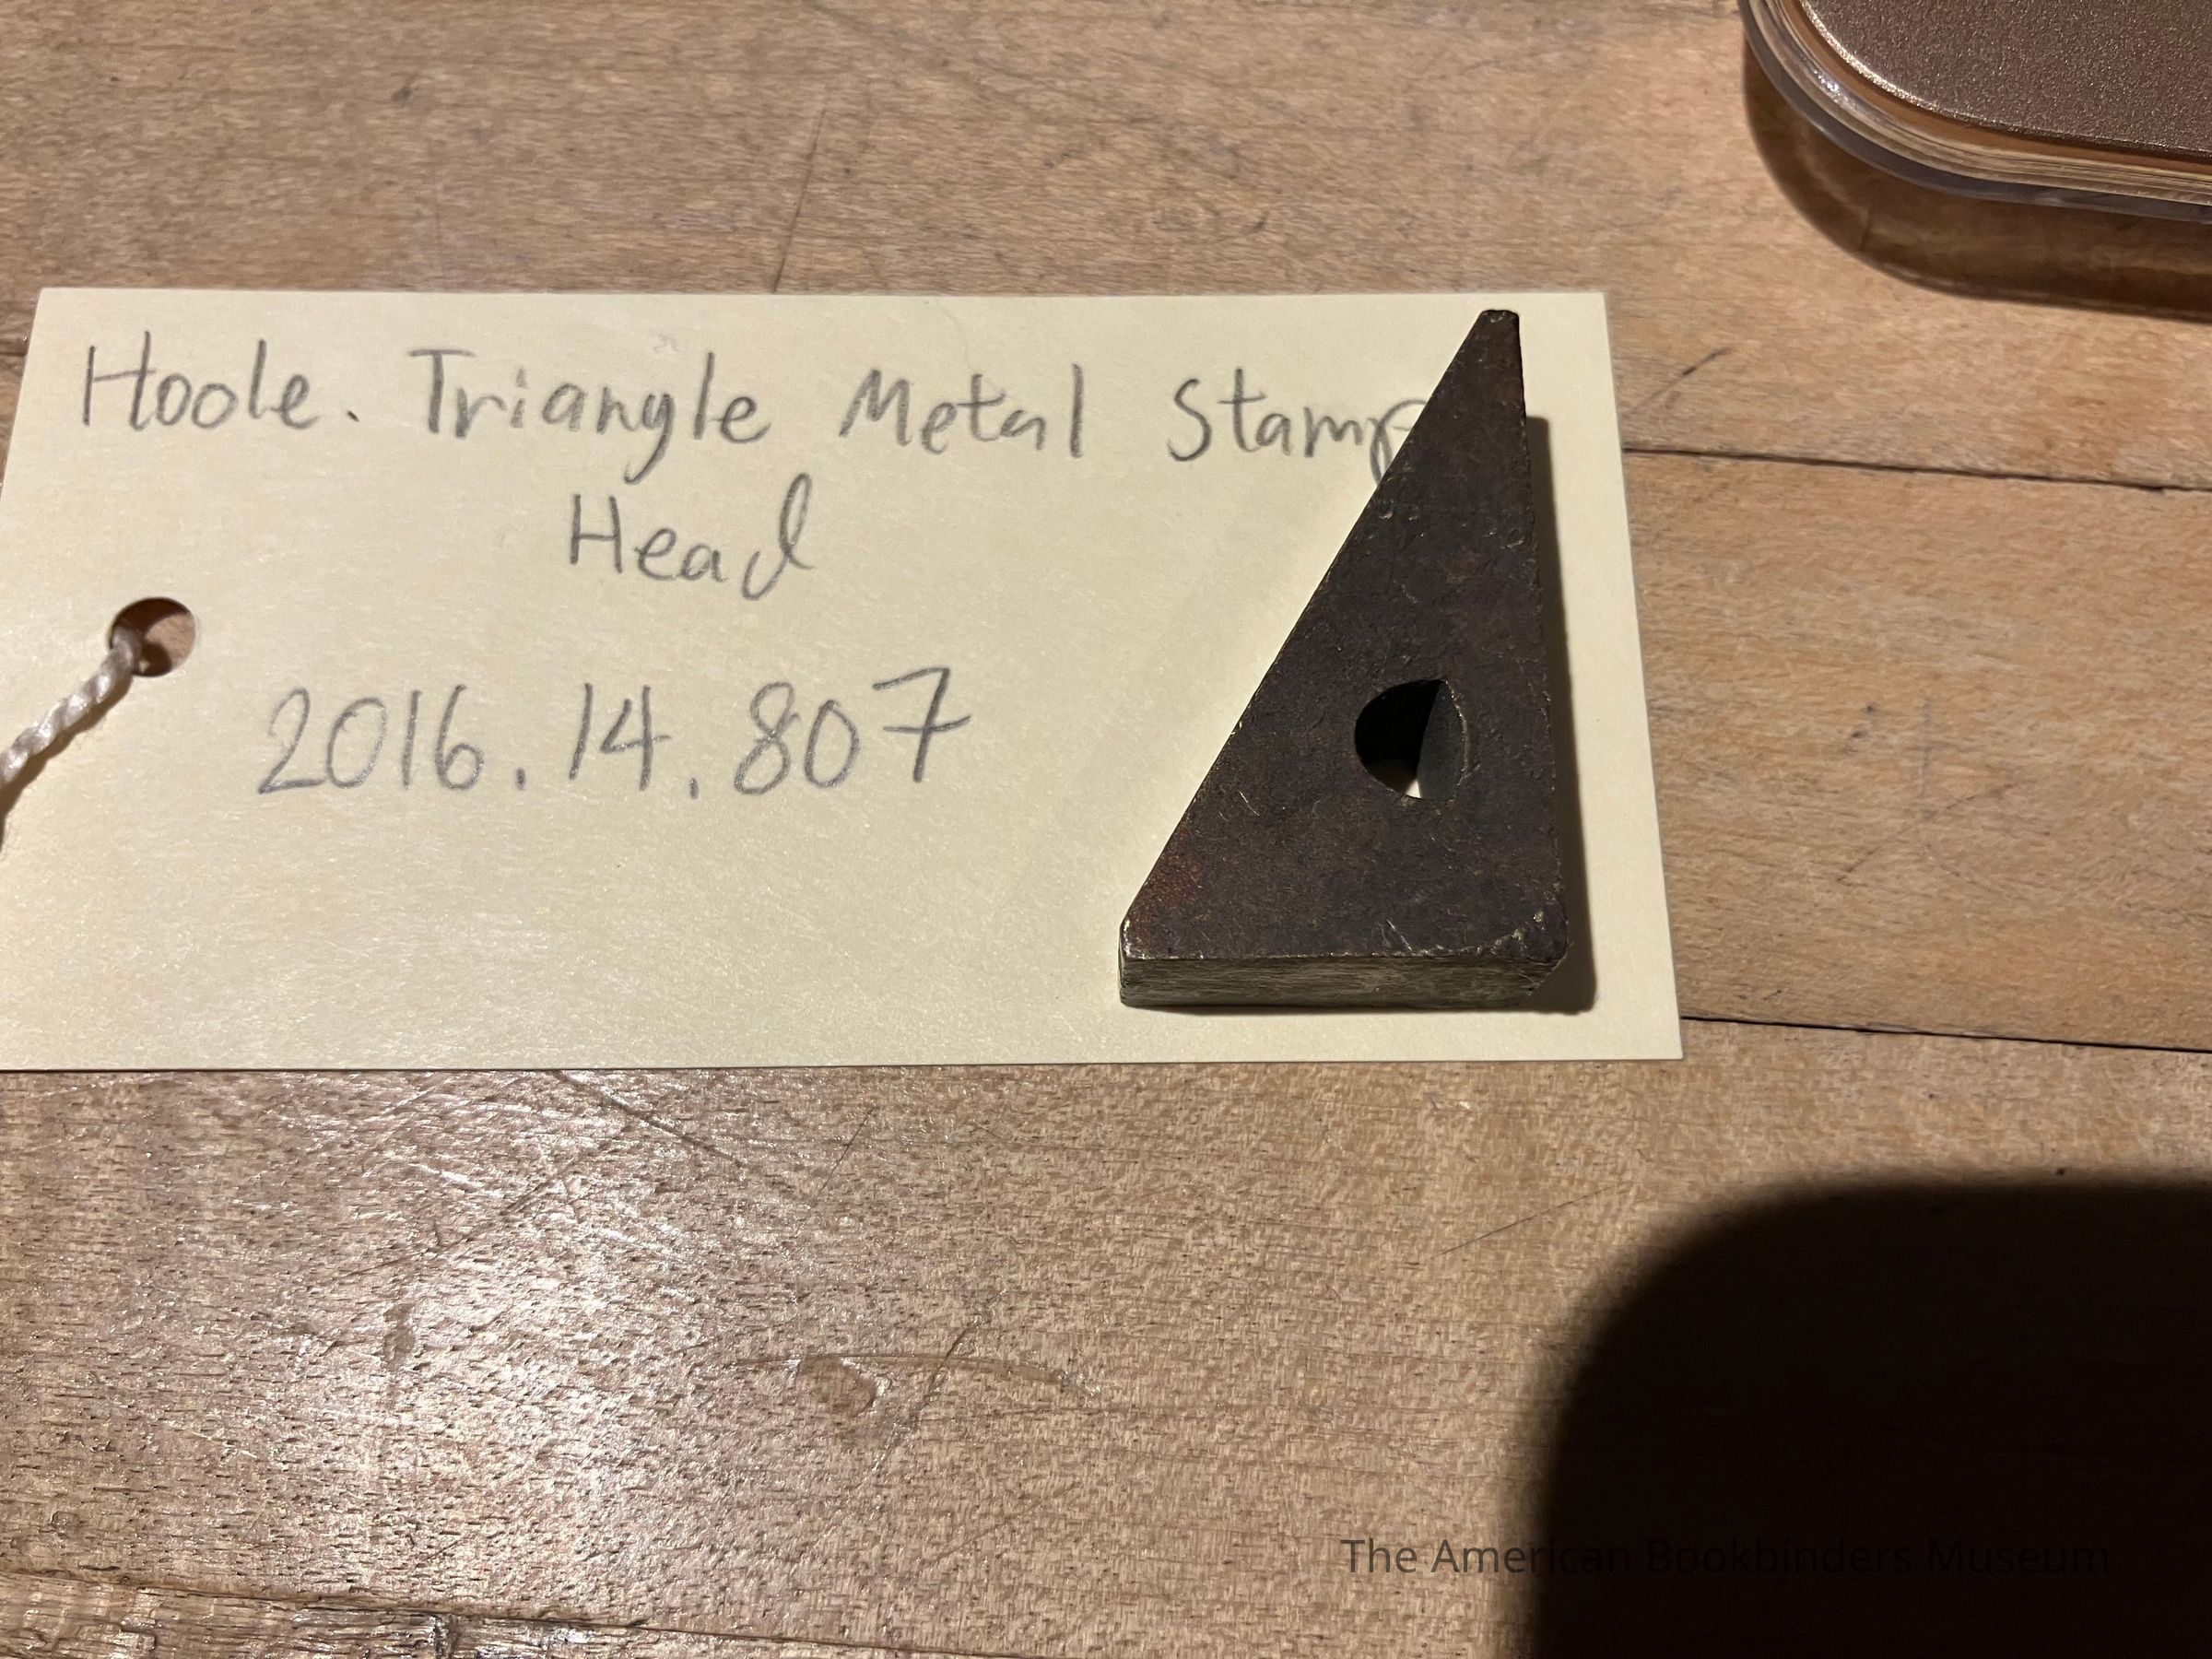 Hoole. Triangle Metal Stamp
Head
2016.14.807
The American Bookbinders Museum